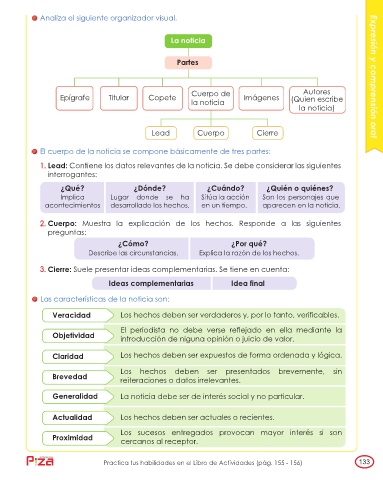 Analiza el siguiente organizador visual.
La noticia
Partes
Epígrafe
Titular
Copete
Cuerpo de
la noticia
Imágenes
Autores
(Quien escribe
la noticia)
Lead
Cuerpo
Cierre
El cuerpo de la noticia se compone básicamente de tres partes:
1. Lead: Contiene los datos relevantes de la noticia. Se debe considerar las siguientes
interrogantes:
¿Qué?
Implica
acontecimientos
¿Dónde?
Lugar donde se ha
desarrollado los hechos.
¿Cuándo?
Sitúa la acción
en un tiempo.
¿Quién o quiénes?
Son los personajes que
aparecen en la noticia.
2. Cuerpo: Muestra la explicación de los hechos. Responde a las siguientes
preguntas:
¿Cómo?
Describe las circunstancias.
¿Por qué?
Explica la razón de los hechos.
3. Cierre: Suele presentar ideas complementarias. Se tiene en cuenta:
Ideas complementarias
Idea final
Las características de la noticia son:
Veracidad
Los hechos deben ser verdaderos y, por lo tanto, verificables.
Objetividad
El periodista no debe verse reflejado en ella mediante la
introducción de niguna opinión o juicio de valor.
Claridad
Los hechos deben ser expuestos de forma ordenada y lógica.
Brevedad
Los hechos deben ser presentados brevemente, sin
reiteraciones o datos irrelevantes.
Generalidad
La noticia debe ser de interés social y no particular.
Actualidad
Los hechos deben ser actuales o recientes.
Proximidad
Los sucesos entregados provocan mayor interés si son
cercanos al receptor.
Expresión y comprensión oral
Practica tus habilidades en el Libro de Actividades (pág. 155 - 156)
133